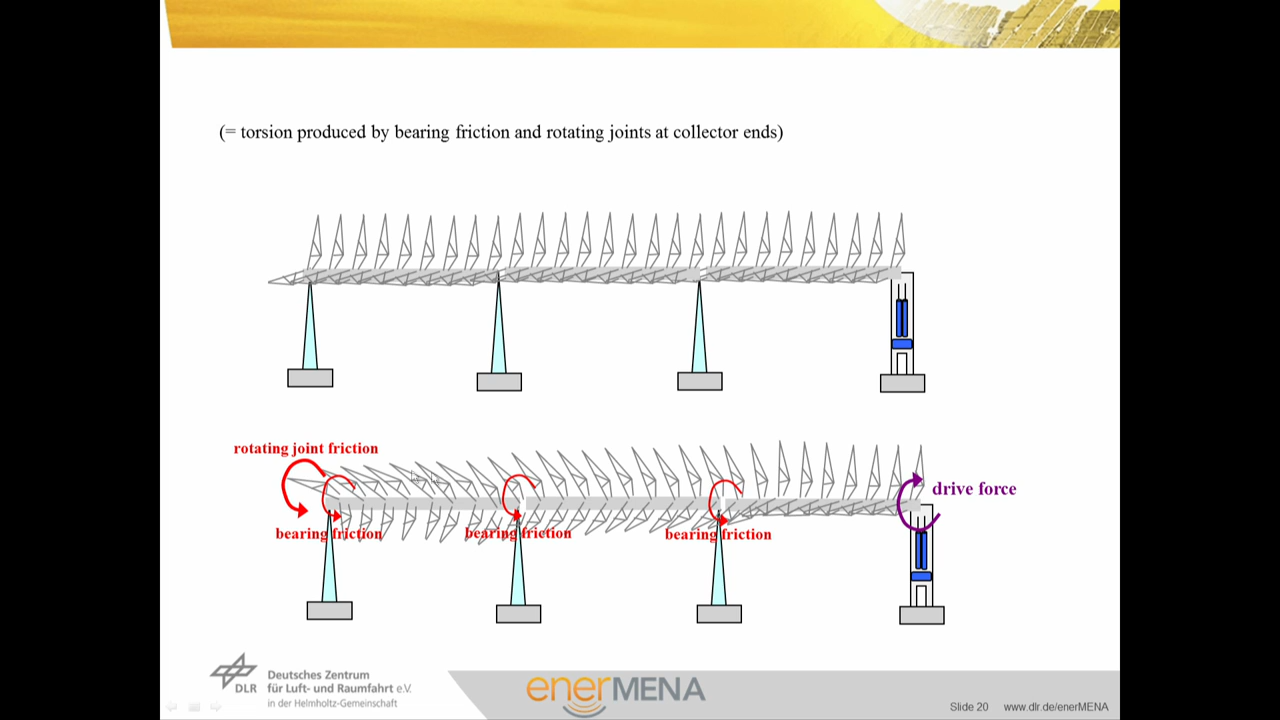 (= torsion produced by bearing friction and rotating joints at collector ends)
rotating joint friction
drive force
bearing friction
bearing friction
bearing friction
Deutsches Zentrum
DLR für Luft- und Raumfahrt e.V.
in der Helmholtz-Gemeinschaft
enerMENA
Slide 20 www.dlr.de/enerMENA